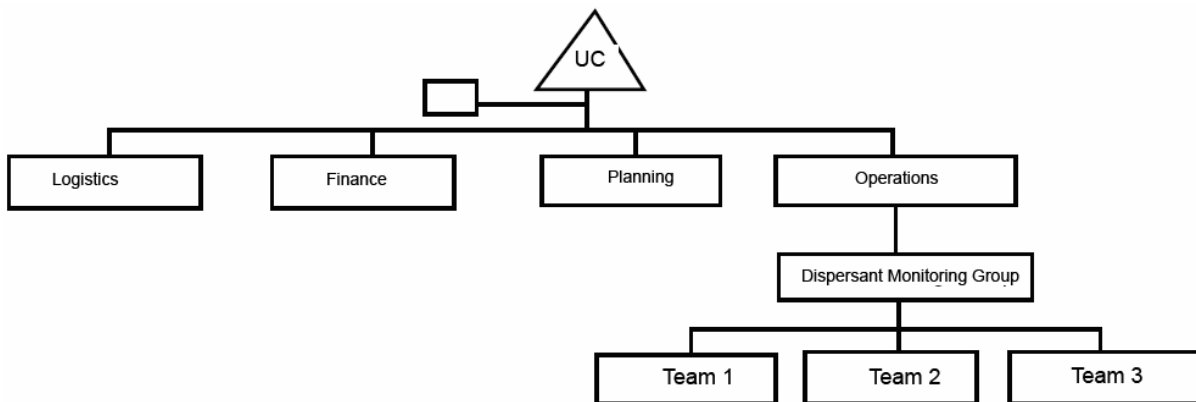 UC
Logistics
Finance
Planning
Operations
Dispersant Monitoring Group
Team 1
Team 2
Team 3